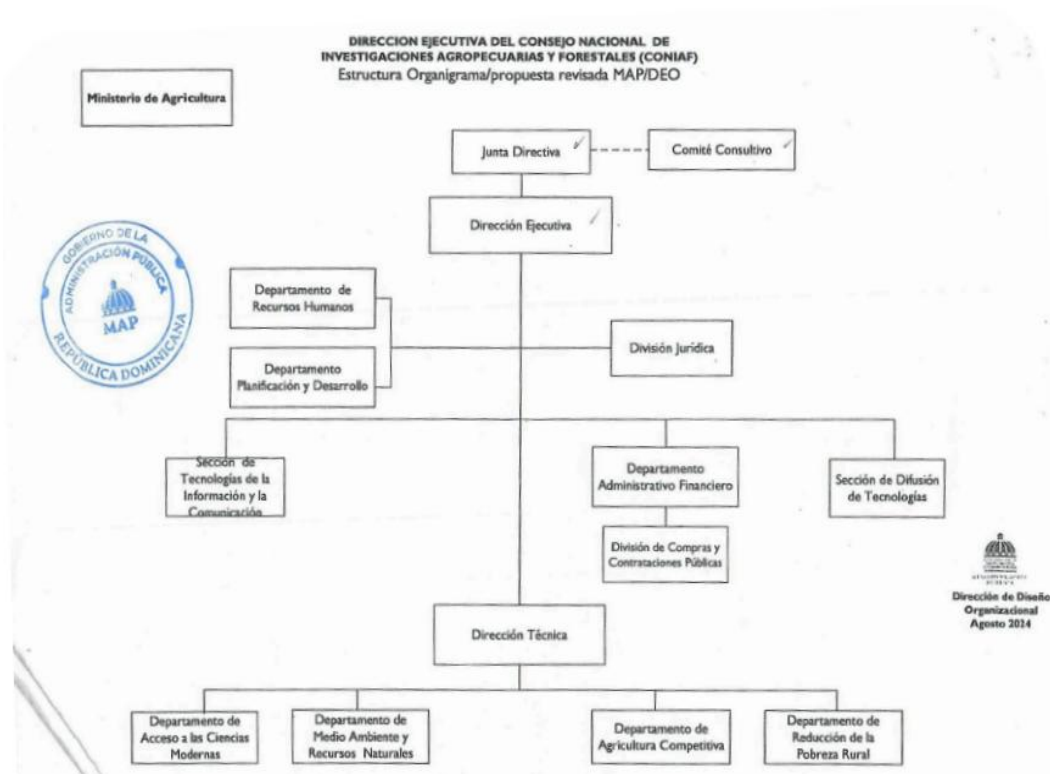 DIRECCION EJECUTIVA DEL CONSEJO NACIONAL DE
INVESTIGACIONES AGROPECUARIAS Y FORESTALES (CONIAF)
Estructura Organigrama/propuesta revisada MAP/DEO
Ministerio de Agricultura
Junta Directiva
Comité Consultivo
Dirección Ejecutiva
GOBIERNO DE LA
REPÚBLICA DOMINICANA
ADMINISTRACIÓN PÚBLICA
MAP
Departamento de
Recursos Humanos
División Jurídica
Departamento
Planificación y Desarrollo
Sección de
Tecnologías de la
Información y la
Comunicación
Departamento
Administrativo Financiero
Sección de Difusión
de Tecnologías
División de Compras y
Contrataciones Públicas
Dirección de Diseño
Organizacional
Agosto 2024
Dirección Técnica
Departamento de
Acceso a las Ciencias
Modernas
Departamento de
Medio Ambiente y
Recursos Naturales
Departamento de
Agricultura Competitiva
Departamento de
Reducción de la
Pobreza Rural